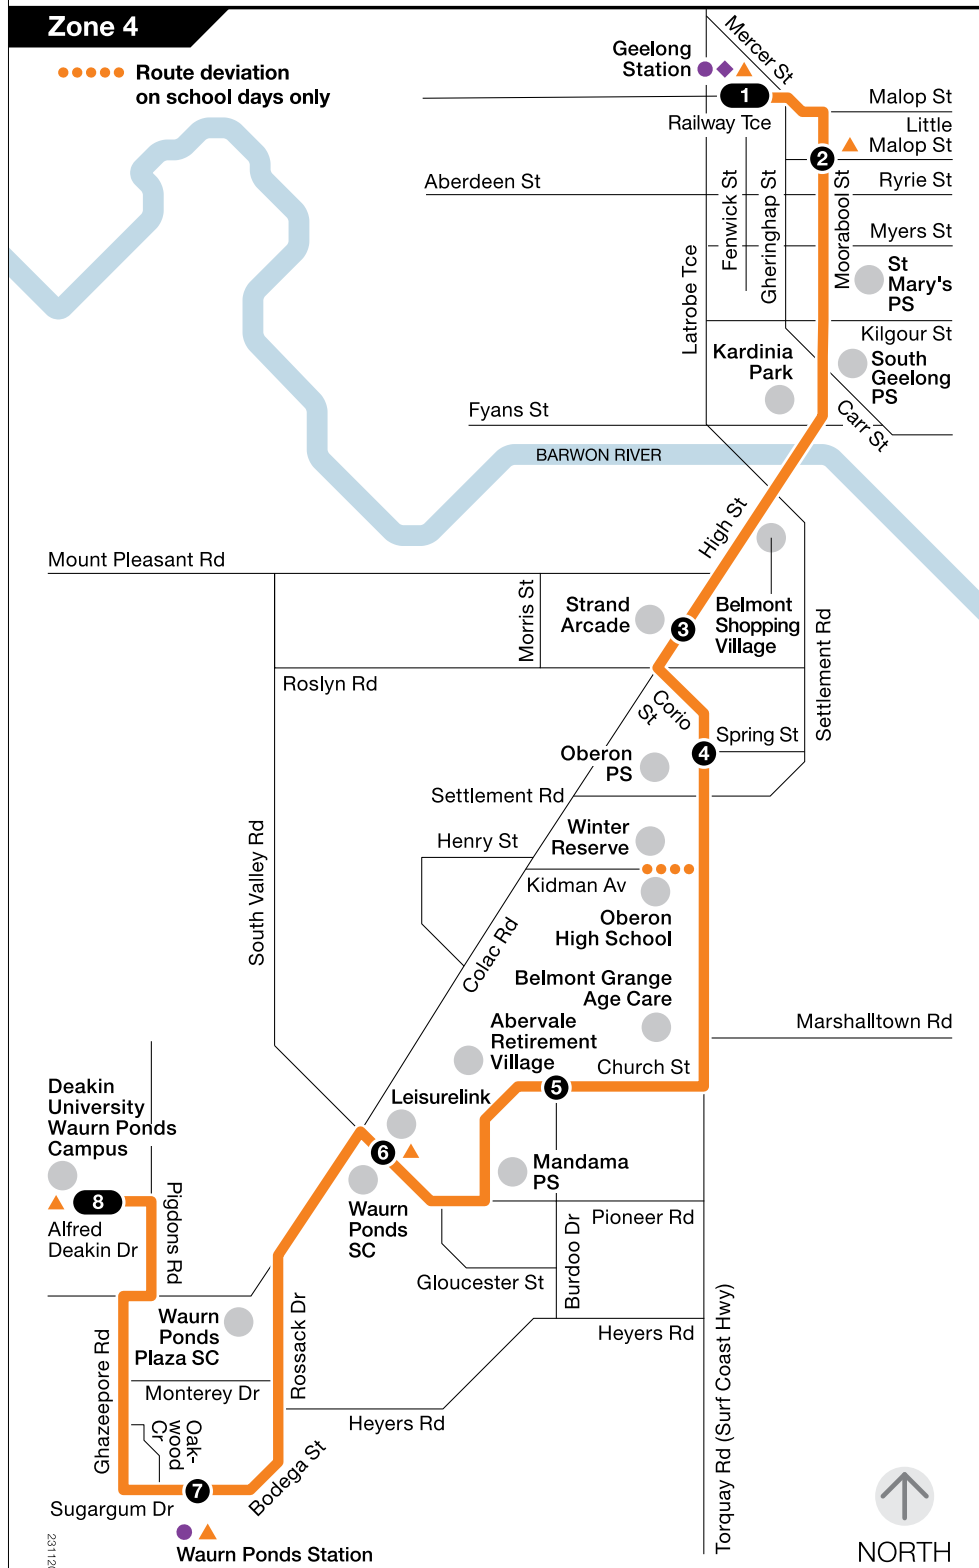 Zone 4
Route deviation
on school days only
Geelong
Station
Mercer St
1
Railway Tce
Malop St
Little
Malop St
2
Aberdeen St
Ryrie St
Fenwick St
Gheringhap St
Moorabool St
Myers St
St
Mary's
PS
Latrobe Tce
Kilgour St
Kardinia
Park
South
Geelong
PS
Carr St
Fyans St
BARWON RIVER
High St
Mount Pleasant Rd
Morris St
Strand
Arcade
3
Belmont
Shopping
Village
Settlement Rd
Roslyn Rd
Corio
St
Spring St
4
Oberon
PS
Settlement Rd
South Valley Rd
Henry St
Winter
Reserve
Kidman Av
Oberon
High School
Colac Rd
Belmont Grange
Age Care
Marshalltown Rd
Abervale
Retirement
Village
Church St
5
Deakin
University
Waurn Ponds
Campus
Leisurelink
6
Mandama
PS
8
Alfred
Deakin Dr
Pigdons Rd
Waurn
Ponds
SC
Pioneer Rd
Burdoo Dr
Gloucester St
Waurn
Ponds
Plaza SC
Rossack Dr
Heyers Rd
Ghazeepore Rd
Monterey Dr
Heyers Rd
Torquay Rd (Surf Coast Hwy)
Oak-
wood
Cr
Bodega St
7
Sugargum Dr
Waurn Ponds Station
NORTH